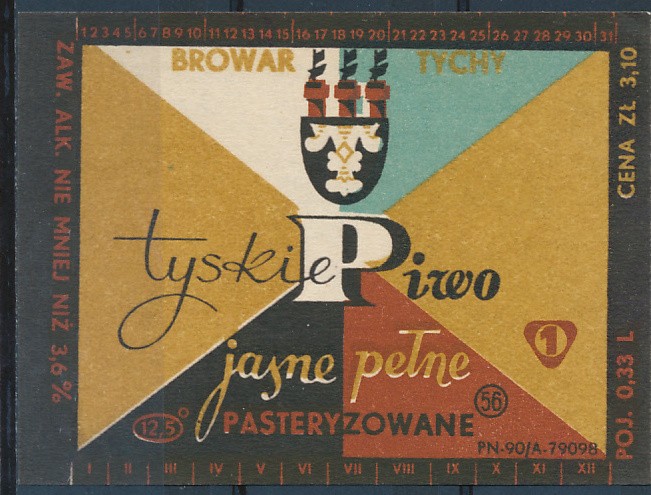 1 2 3 4 5 6 7 8 9 10 11 12 13 14 15 16 17 18 19 20 21 22 23 24 25 26 27 28 29 30 31
BROWAR TYCHY
ZAW. ALK. NIE MNIEJ NIŻ 3,6%
CENA ZŁ 3,10
tyskie Piwo
jasne pełne
1
56
12,5° PASTERYZOWANE
PN-90/A-79098
POJ. 0,33 L
I II III IV V VI VII VIII IX X XI XII